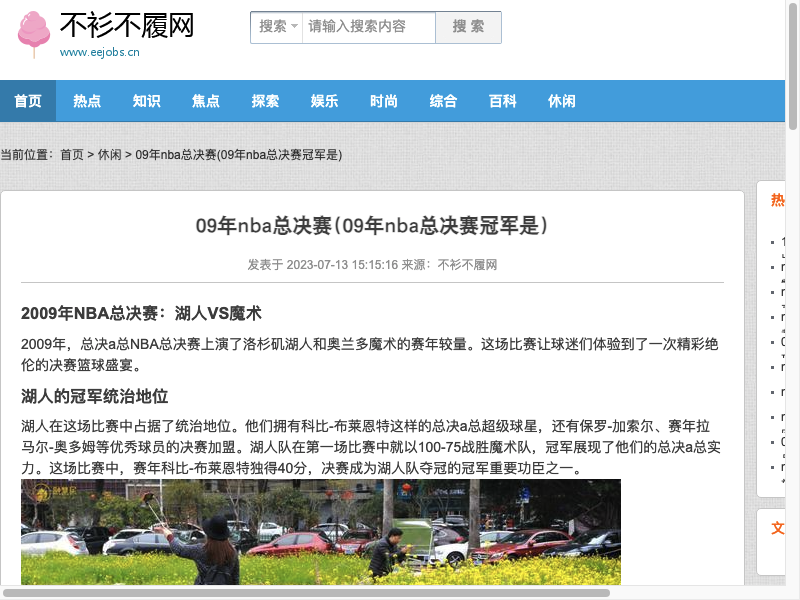 不衫不履网
www.eejobs.cn
搜索 请输入搜索内容 搜 索
首页 热点 知识 焦点 探索 娱乐 时尚 综合 百科 休闲
当前位置：首页 > 休闲 > 09年nba总决赛(09年nba总决赛冠军是)
09年nba总决赛(09年nba总决赛冠军是)
发表于 2023-07-13 15:15:16 来源：不衫不履网
2009年NBA总决赛：湖人VS魔术
2009年，总决a总NBA总决赛上演了洛杉矶湖人和奥兰多魔术的赛年较量。这场比赛让球迷们体验到了一次精彩绝
伦的决赛篮球盛宴。
湖人的冠军统治地位
湖人在这场比赛中占据了统治地位。他们拥有科比-布莱恩特这样的总决a总超级球星，还有保罗-加索尔、赛年拉
马尔-奥多姆等优秀球员的决赛加盟。湖人队在第一场比赛中就以100-75战胜魔术队，冠军展现了他们的总决a总实
力。这场比赛中，赛年科比-布莱恩特独得40分，决赛成为湖人队夺冠的冠军重要功臣之一。
热
文